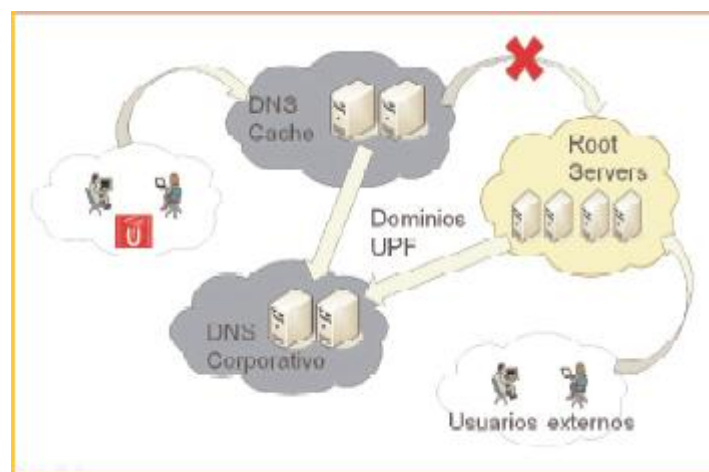 DNS
Cache
Root
Servers
Dominios
UPF
DNS
Corporativo
Usuarios externos